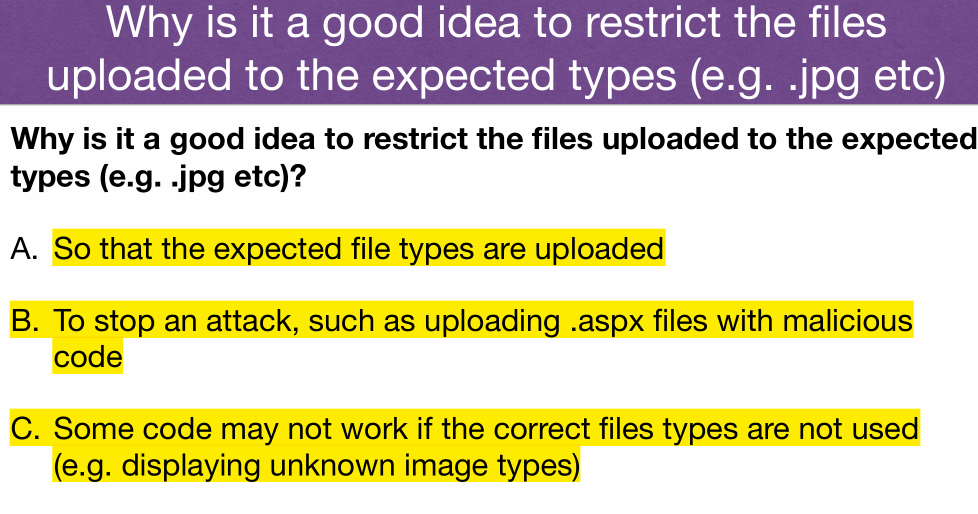 Why is it a good idea to restrict the files
uploaded to the expected types (e.g. .jpg etc)
Why is it a good idea to restrict the files uploaded to the expected
types (e.g. .jpg etc)?
A. So that the expected file types are uploaded
B. To stop an attack, such as uploading .aspx files with malicious
code
C. Some code may not work if the correct files types are not used
(e.g. displaying unknown image types)